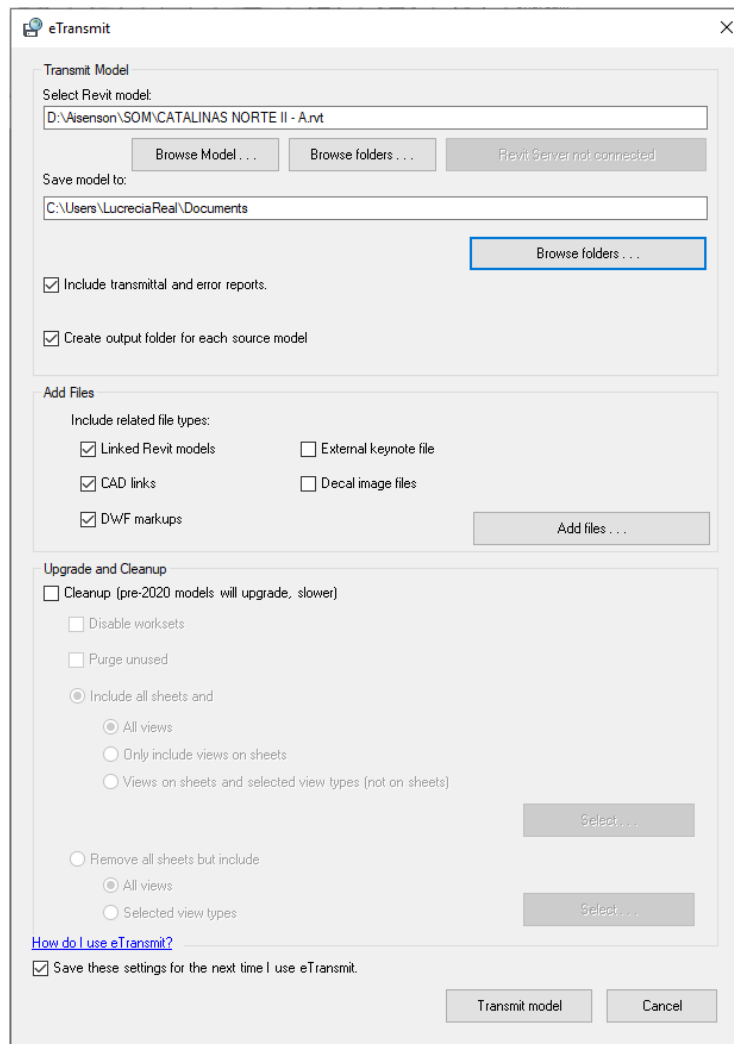 eTransmit
Transmit Model
Select Revit model:
D:\Aisenson\SOM\CATALINAS NORTE II - A.rvt
Browse Model . . .
Browse folders . . .
Revit Server not connected
Save model to:
C:\Users\LucreciaReal\Documents
Browse folders . . .
Include transmittal and error reports.
Create output folder for each source model
Add Files
Include related file types:
Linked Revit models
External keynote file
CAD links
Decal image files
DWF markups
Add files . . .
Upgrade and Cleanup
Cleanup (pre-2020 models will upgrade, slower)
Disable worksets
Purge unused
Include all sheets and
All views
Only include views on sheets
Views on sheets and selected view types (not on sheets)
Select . . .
Remove all sheets but include
All views
Selected view types
Select . . .
How do I use eTransmit?
Save these settings for the next time I use eTransmit.
Transmit model
Cancel